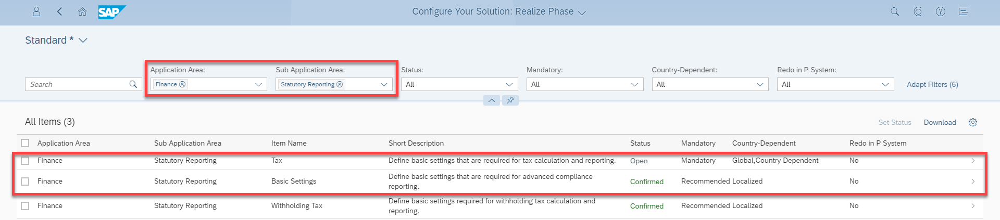 SAP
Configure Your Solution: Realize Phase
Standard *
Application Area: Sub Application Area: Status: Mandatory: Country-Dependent: Redo in P System:
Search Finance Statutory Reporting All All All All Adapt Filters (6)
All Items (3) Set Status Download
Application Area Sub Application Area Item Name Short Description Status Mandatory Country-Dependent Redo in P System
Finance Statutory Reporting Tax Define basic settings that are required for tax calculation and reporting. Open Mandatory Global,Country Dependent No
Finance Statutory Reporting Basic Settings Define basic settings that are required for advanced compliance
reporting. Confirmed Recommended Localized No
Finance Statutory Reporting Withholding Tax Define basic settings required for withholding tax calculation and
reporting. Confirmed Recommended Localized No